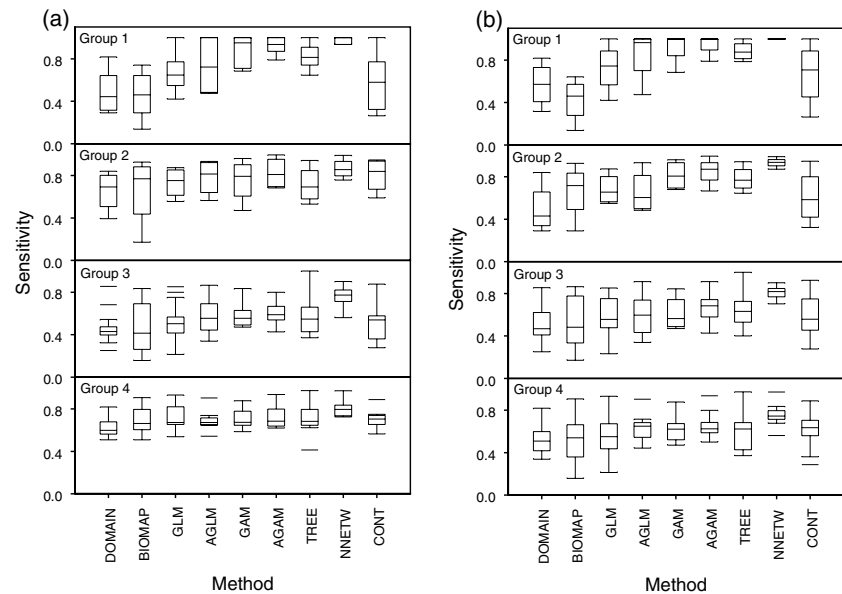 (a)
Group 1
0.8
0.4
0.0
Group 2
0.8
0.4
0.0
Group 3
0.8
0.4
0.0
Group 4
0.8
0.4
0.0
Sensitivity
DOMAIN
BIOMAP
GLM
AGLM
GAM
AGAM
TREE
NNETW
CONT
Method
(b)
Group 1
0.8
0.4
0.0
Group 2
0.8
0.4
0.0
Group 3
0.8
0.4
0.0
Group 4
0.8
0.4
0.0
Sensitivity
DOMAIN
BIOMAP
GLM
AGLM
GAM
AGAM
TREE
NNETW
CONT
Method